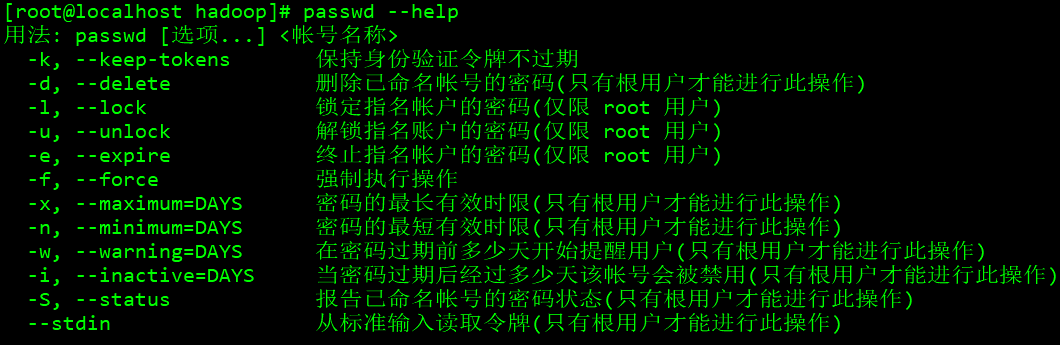 [root@localhost hadoop]# passwd --help
用法: passwd [选项...] <帐号名称>
-k, --keep-tokens 保持身份验证令牌不过期
-d, --delete 删除已命名帐号的密码(只有根用户才能进行此操作)
-l, --lock 锁定指名帐户的密码(仅限 root 用户)
-u, --unlock 解锁指名账户的密码(仅限 root 用户)
-e, --expire 终止指名帐户的密码(仅限 root 用户)
-f, --force 强制执行操作
-x, --maximum=DAYS 密码的最长有效时限(只有根用户才能进行此操作)
-n, --minimum=DAYS 密码的最短有效时限(只有根用户才能进行此操作)
-w, --warning=DAYS 在密码过期前多少天开始提醒用户(只有根用户才能进行此操作)
-i, --inactive=DAYS 当密码过期后经过多少天该帐号会被禁用(只有根用户才能进行此操作)
-S, --status 报告已命名帐号的密码状态(只有根用户才能进行此操作)
--stdin 从标准输入读取令牌(只有根用户才能进行此操作)